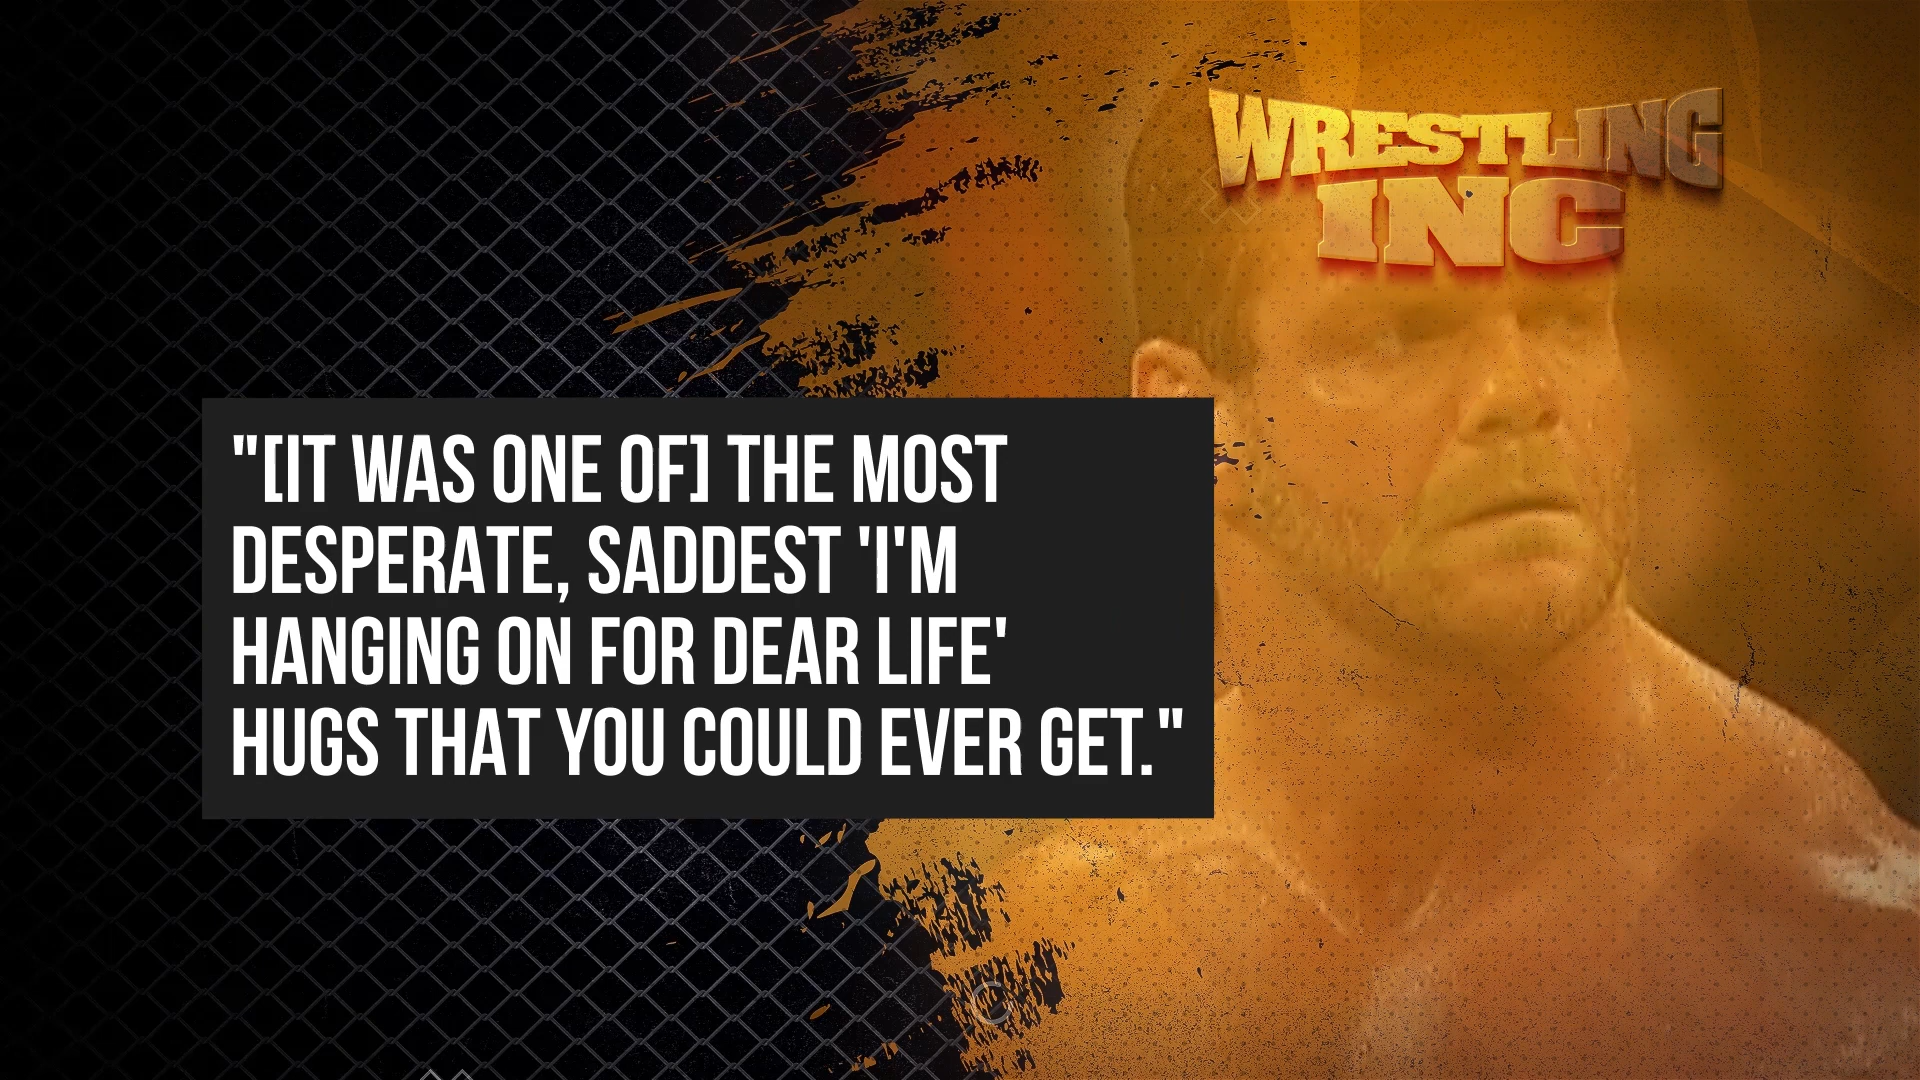 WRESTLING
INC
"[IT WAS ONE OF] THE MOST
DESPERATE, SADDEST 'I'M
HANGING ON FOR DEAR LIFE'
HUGS THAT YOU COULD EVER GET."